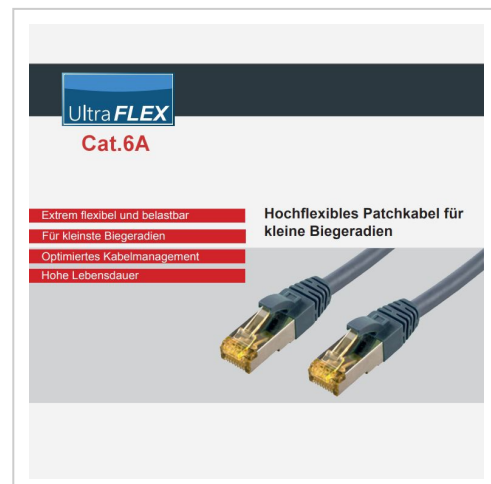 Ultra FLEX
Cat.6A
Extrem flexibel und belastbar
Für kleinste Biegeradien
Optimiertes Kabelmanagement
Hohe Lebensdauer
Hochflexibles Patchkabel für
kleine Biegeradien